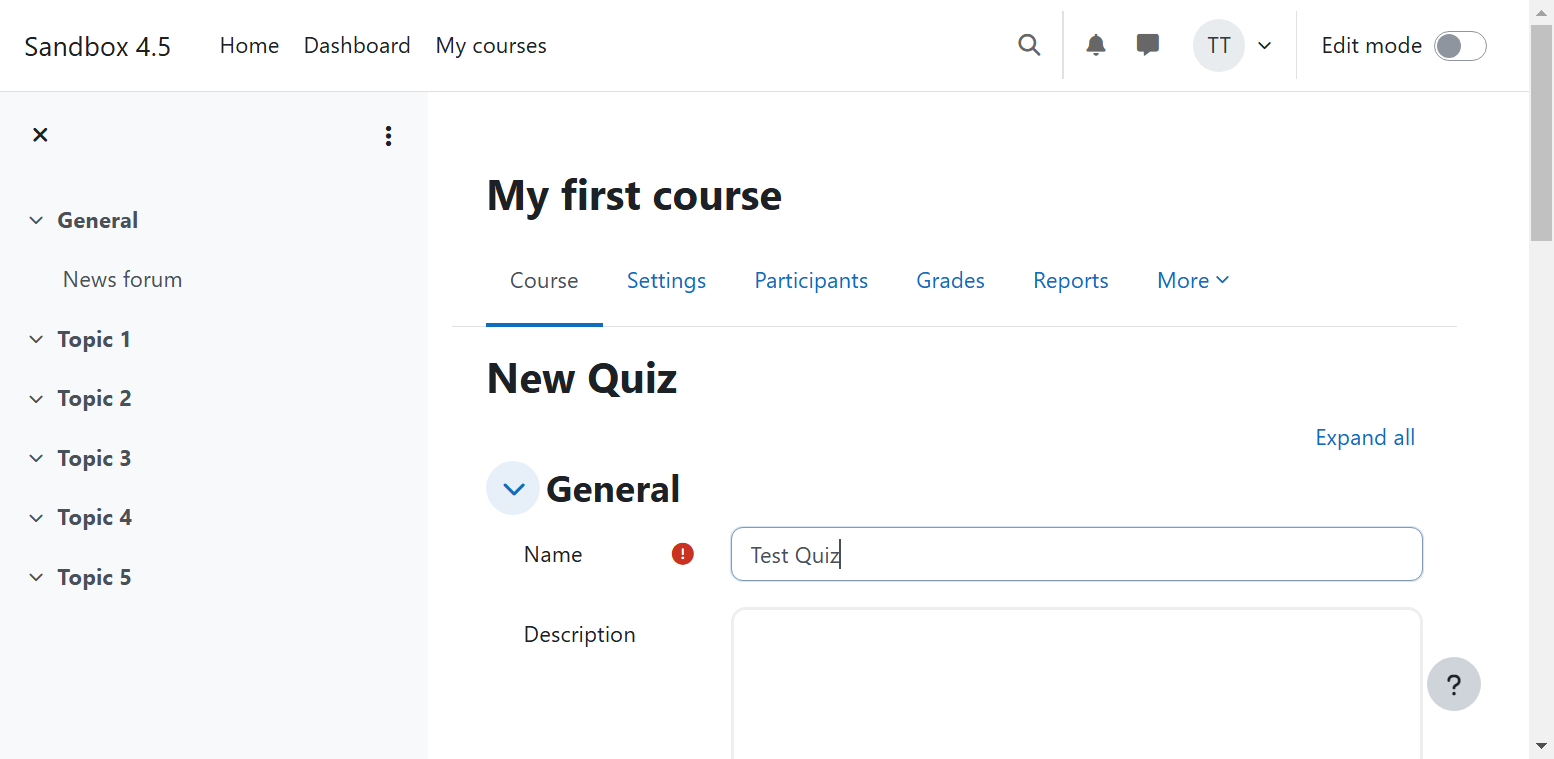 Sandbox 4.5 Home Dashboard My courses TT Edit mode
General
News forum
Topic 1
Topic 2
Topic 3
Topic 4
Topic 5
My first course
Course Settings Participants Grades Reports More
New Quiz
Expand all
General
Name ! Test Quiz
Description
?